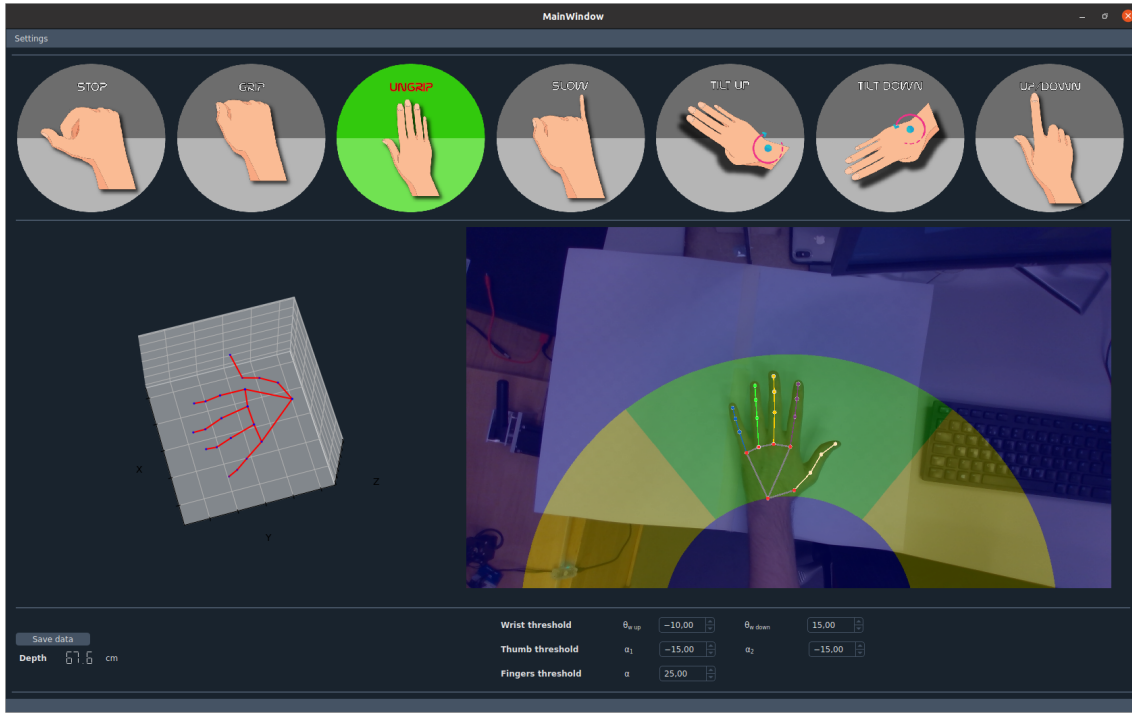 MainWindow
Settings
STOP
GRIP
UNGRIP
SLOW
TILT UP
TILT DOWN
UP/DOWN
X
Y
Z
Save data
Depth 67.6 cm
Wrist threshold θw up −10,00 θw down 15,00
Thumb threshold α1 −15,00 α2 −15,00
Fingers threshold α 25,00